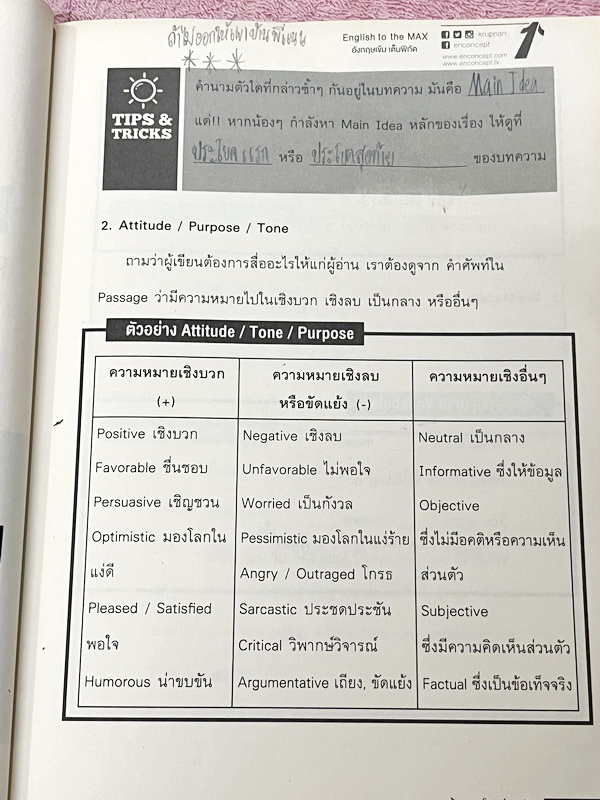 ถ้าไม่ออกให้เผาบ้านพี่แนน
English to the MAX
อังกฤษเข้ม เต็มพิกัด
krupnan
enconcept
www.enconcept.com
www.enconcept.tv
TIPS &
TRICKS
คำนามตัวใดที่กล่าวซ้ำๆ กันอยู่ในบทความ มันคือ Main Idea
แต่!! หากน้องๆ กำลังหา Main Idea หลักของเรื่อง ให้ดูที่
ประโยคแรก หรือ ประโยคสุดท้าย ของบทความ
2. Attitude / Purpose / Tone
ถามว่าผู้เขียนต้องการสื่ออะไรให้แก่ผู้อ่าน เราต้องดูจาก คำศัพท์ใน
Passage ว่ามีความหมายไปในเชิงบวก เชิงลบ เป็นกลาง หรืออื่นๆ
ตัวอย่าง Attitude / Tone / Purpose
ความหมายเชิงบวก
(+)
ความหมายเชิงลบ
หรือขัดแย้ง (-)
ความหมายเชิงอื่นๆ
Positive เชิงบวก
Favorable ชื่นชอบ
Persuasive เชิญชวน
Optimistic มองโลกใน
แง่ดี
Pleased / Satisfied
พอใจ
Humorous น่าขบขัน
Negative เชิงลบ
Unfavorable ไม่พอใจ
Worried เป็นกังวล
Pessimistic มองโลกในแง่ร้าย
Angry / Outraged โกรธ
Sarcastic ประชดประชัน
Critical วิพากษ์วิจารณ์
Argumentative เถียง, ขัดแย้ง
Neutral เป็นกลาง
Informative ซึ่งให้ข้อมูล
Objective
ซึ่งไม่มีอคติหรือความเห็น
ส่วนตัว
Subjective
ซึ่งมีความคิดเห็นส่วนตัว
Factual ซึ่งเป็นข้อเท็จจริง